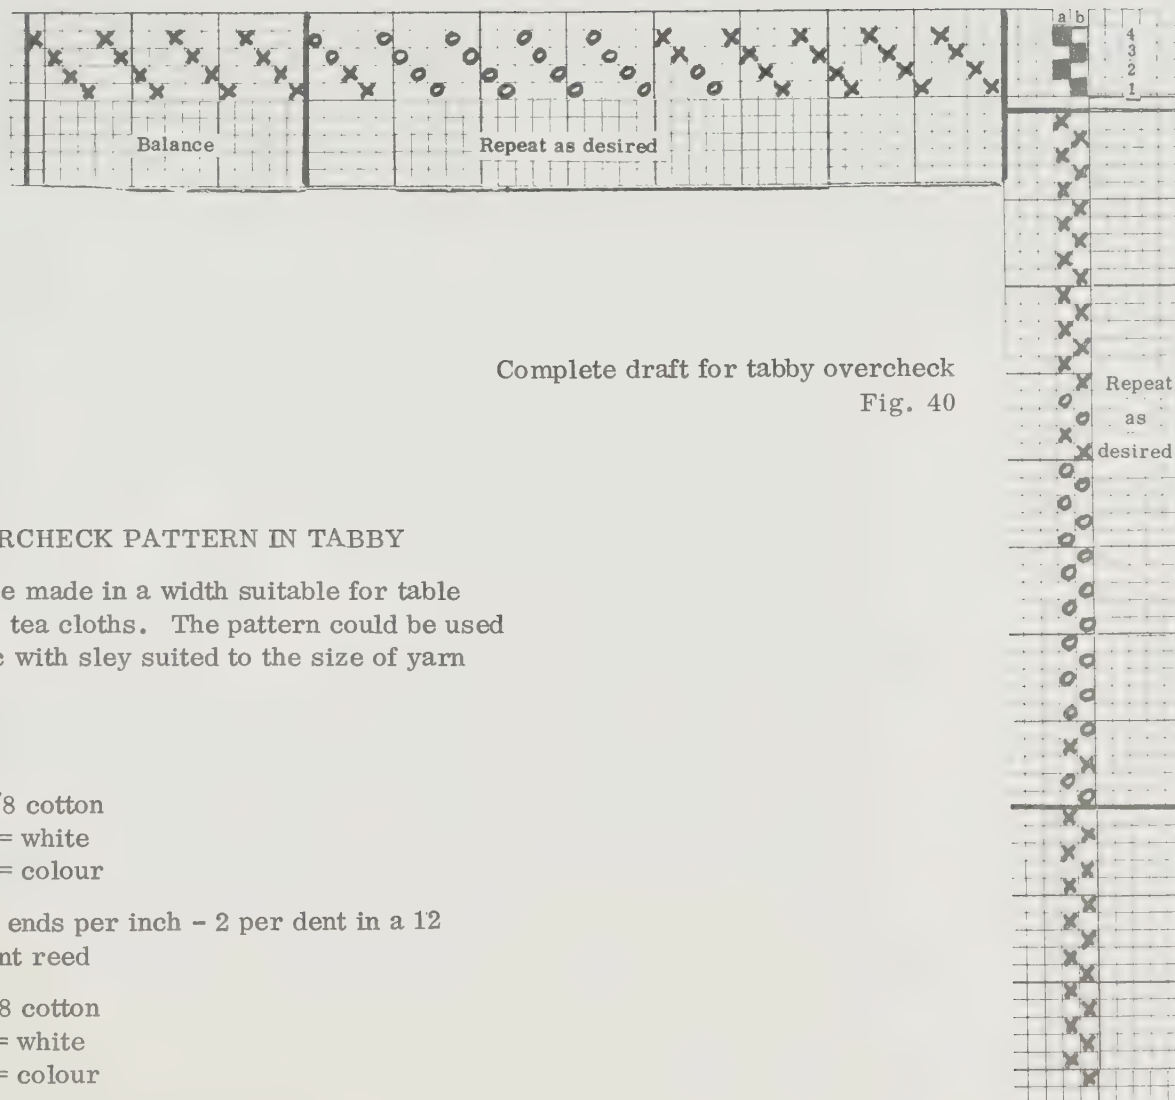 a b
4
3
2
1
Balance
Repeat as desired
Complete draft for tabby overcheck
Fig. 40
Repeat
as
desired
RCHECK PATTERN IN TABBY
e made in a width suitable for table
tea cloths. The pattern could be used
with sley suited to the size of yarn
/8 cotton
= white
= colour
ends per inch - 2 per dent in a 12
nt reed
8 cotton
= white
= colour